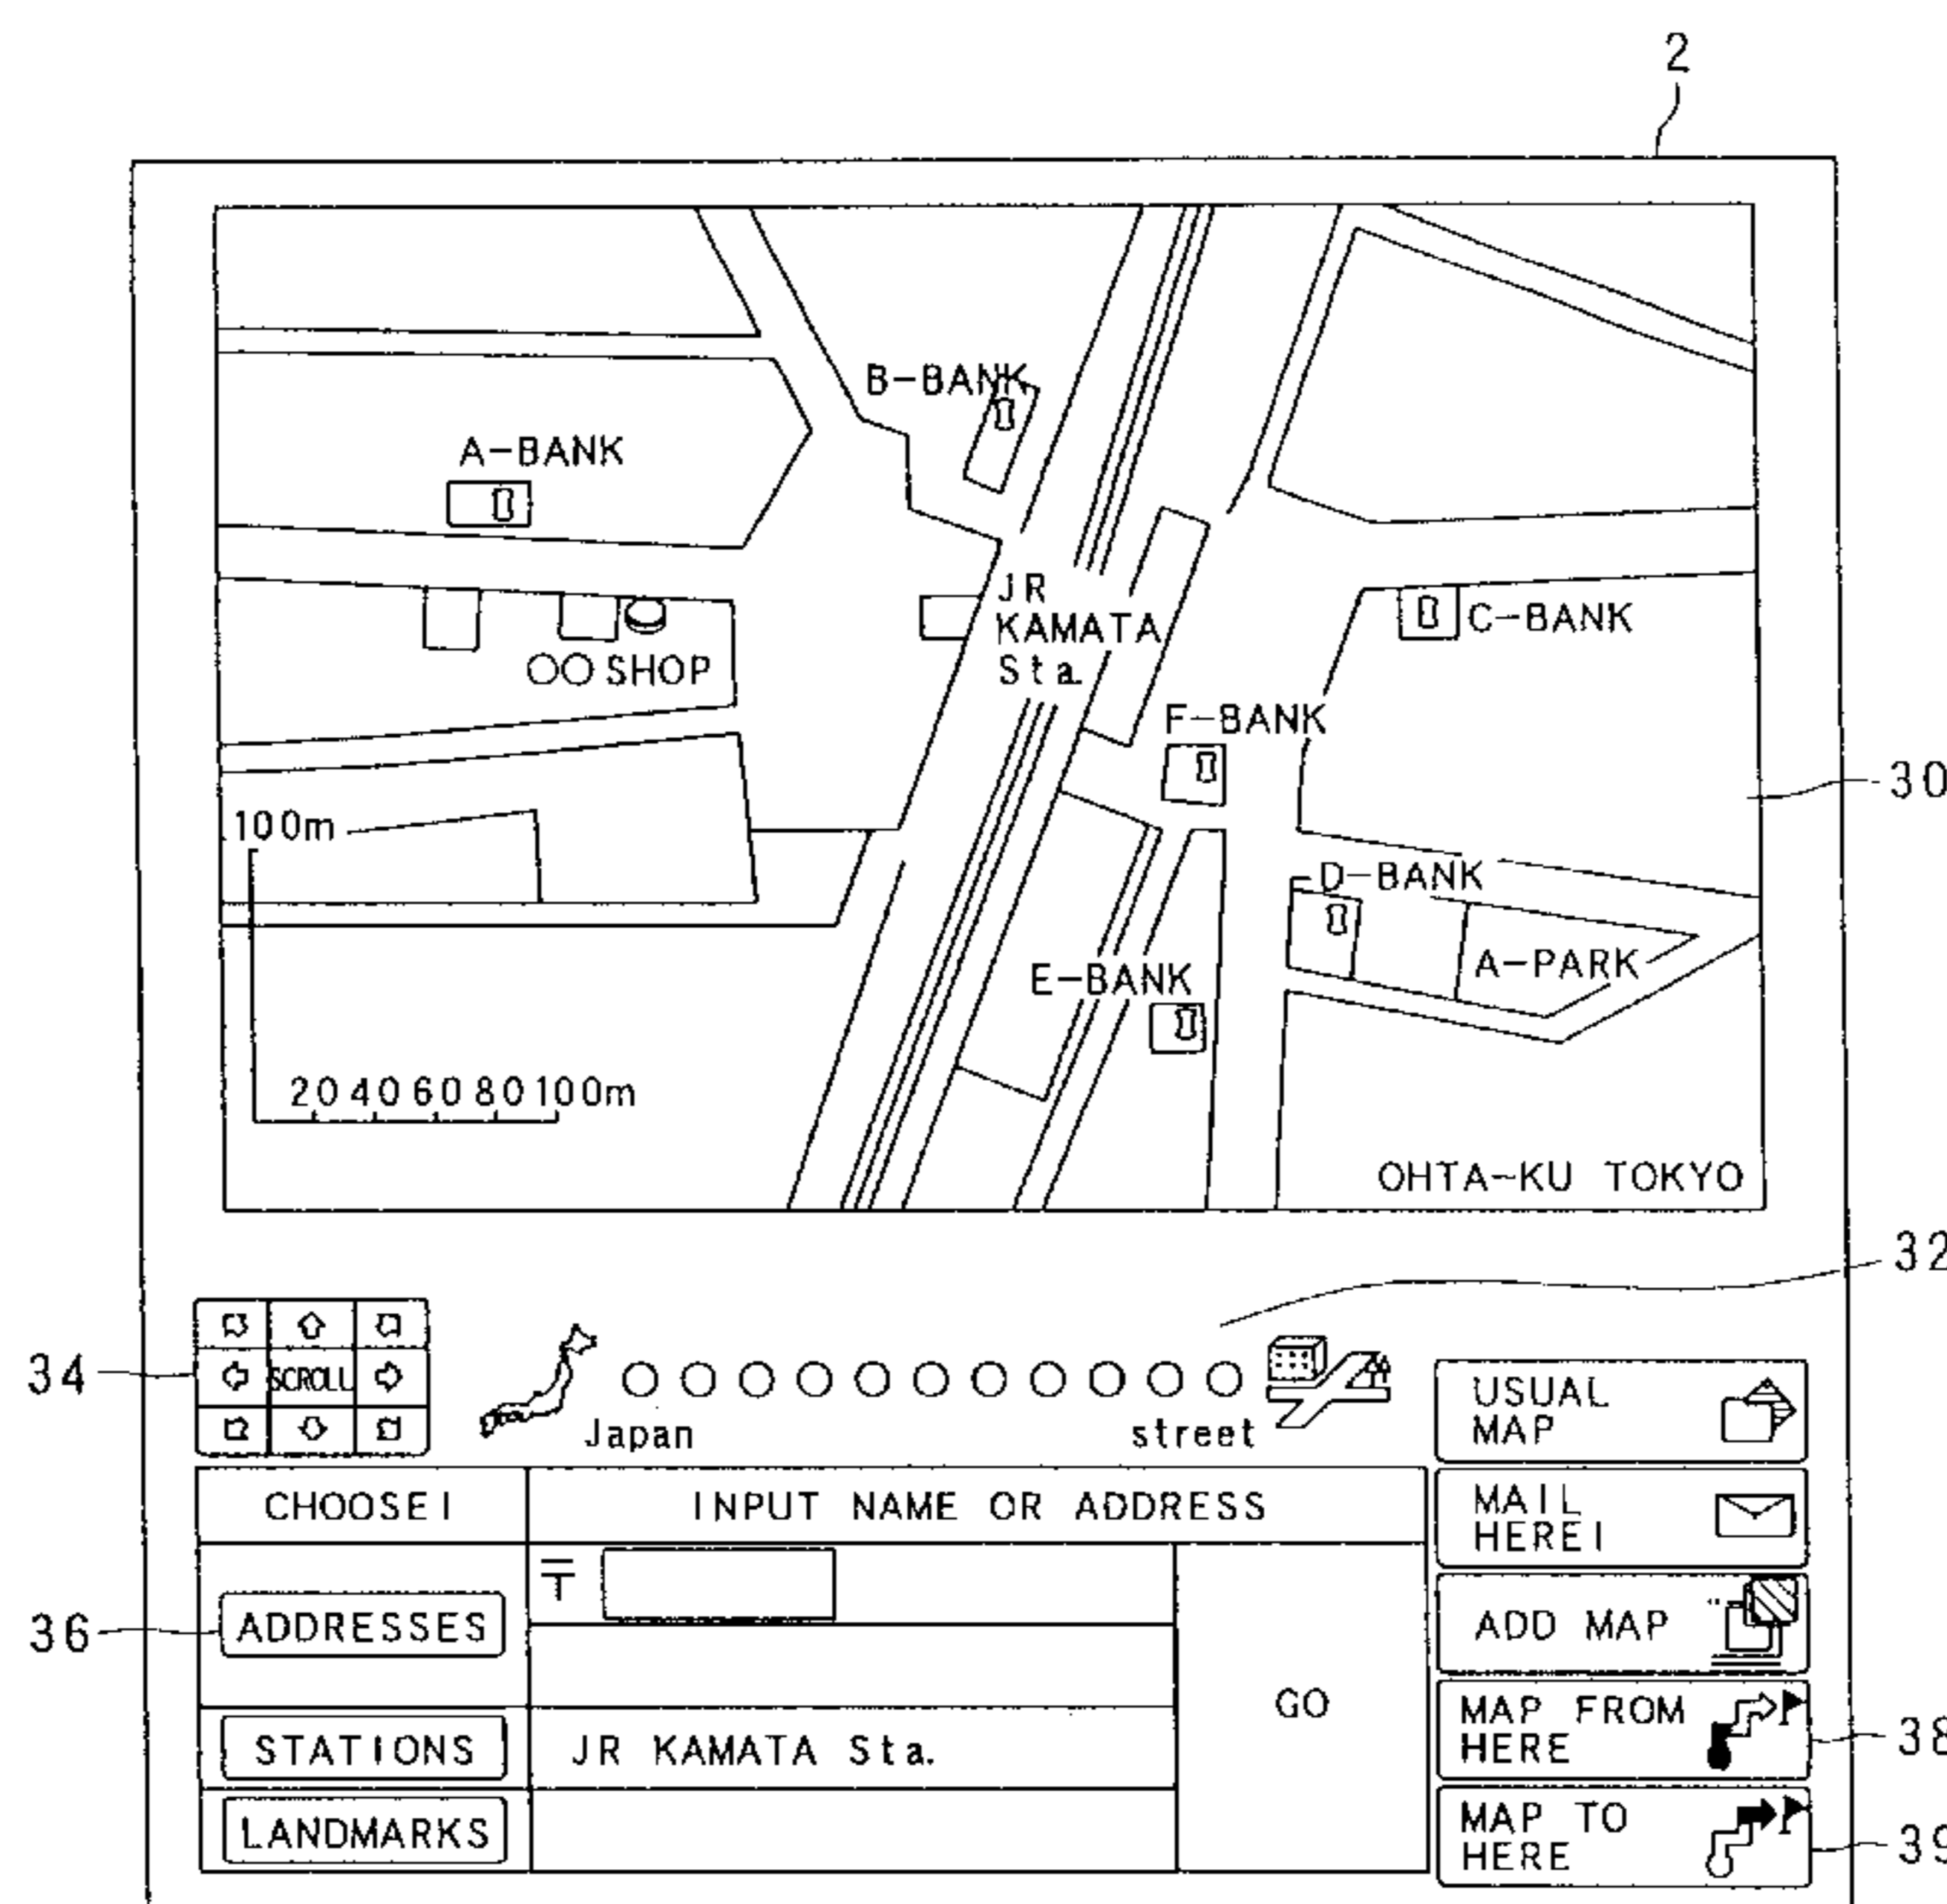 2
B-BANK
A-BANK
JR
KAMATA
Sta.
C-BANK
○○ SHOP
F-BANK
30
100m
D-BANK
A-PARK
E-BANK
20 40 60 80 100m
OHTA-KU TOKYO
32
34
SCROLL
Japan
street
USUAL
MAP
CHOOSE!
INPUT NAME OR ADDRESS
MAIL
HERE!
〒
36
ADDRESSES
ADD MAP
GO
MAP FROM
HERE
38
STATIONS
JR KAMATA Sta.
LANDMARKS
MAP TO
HERE
39